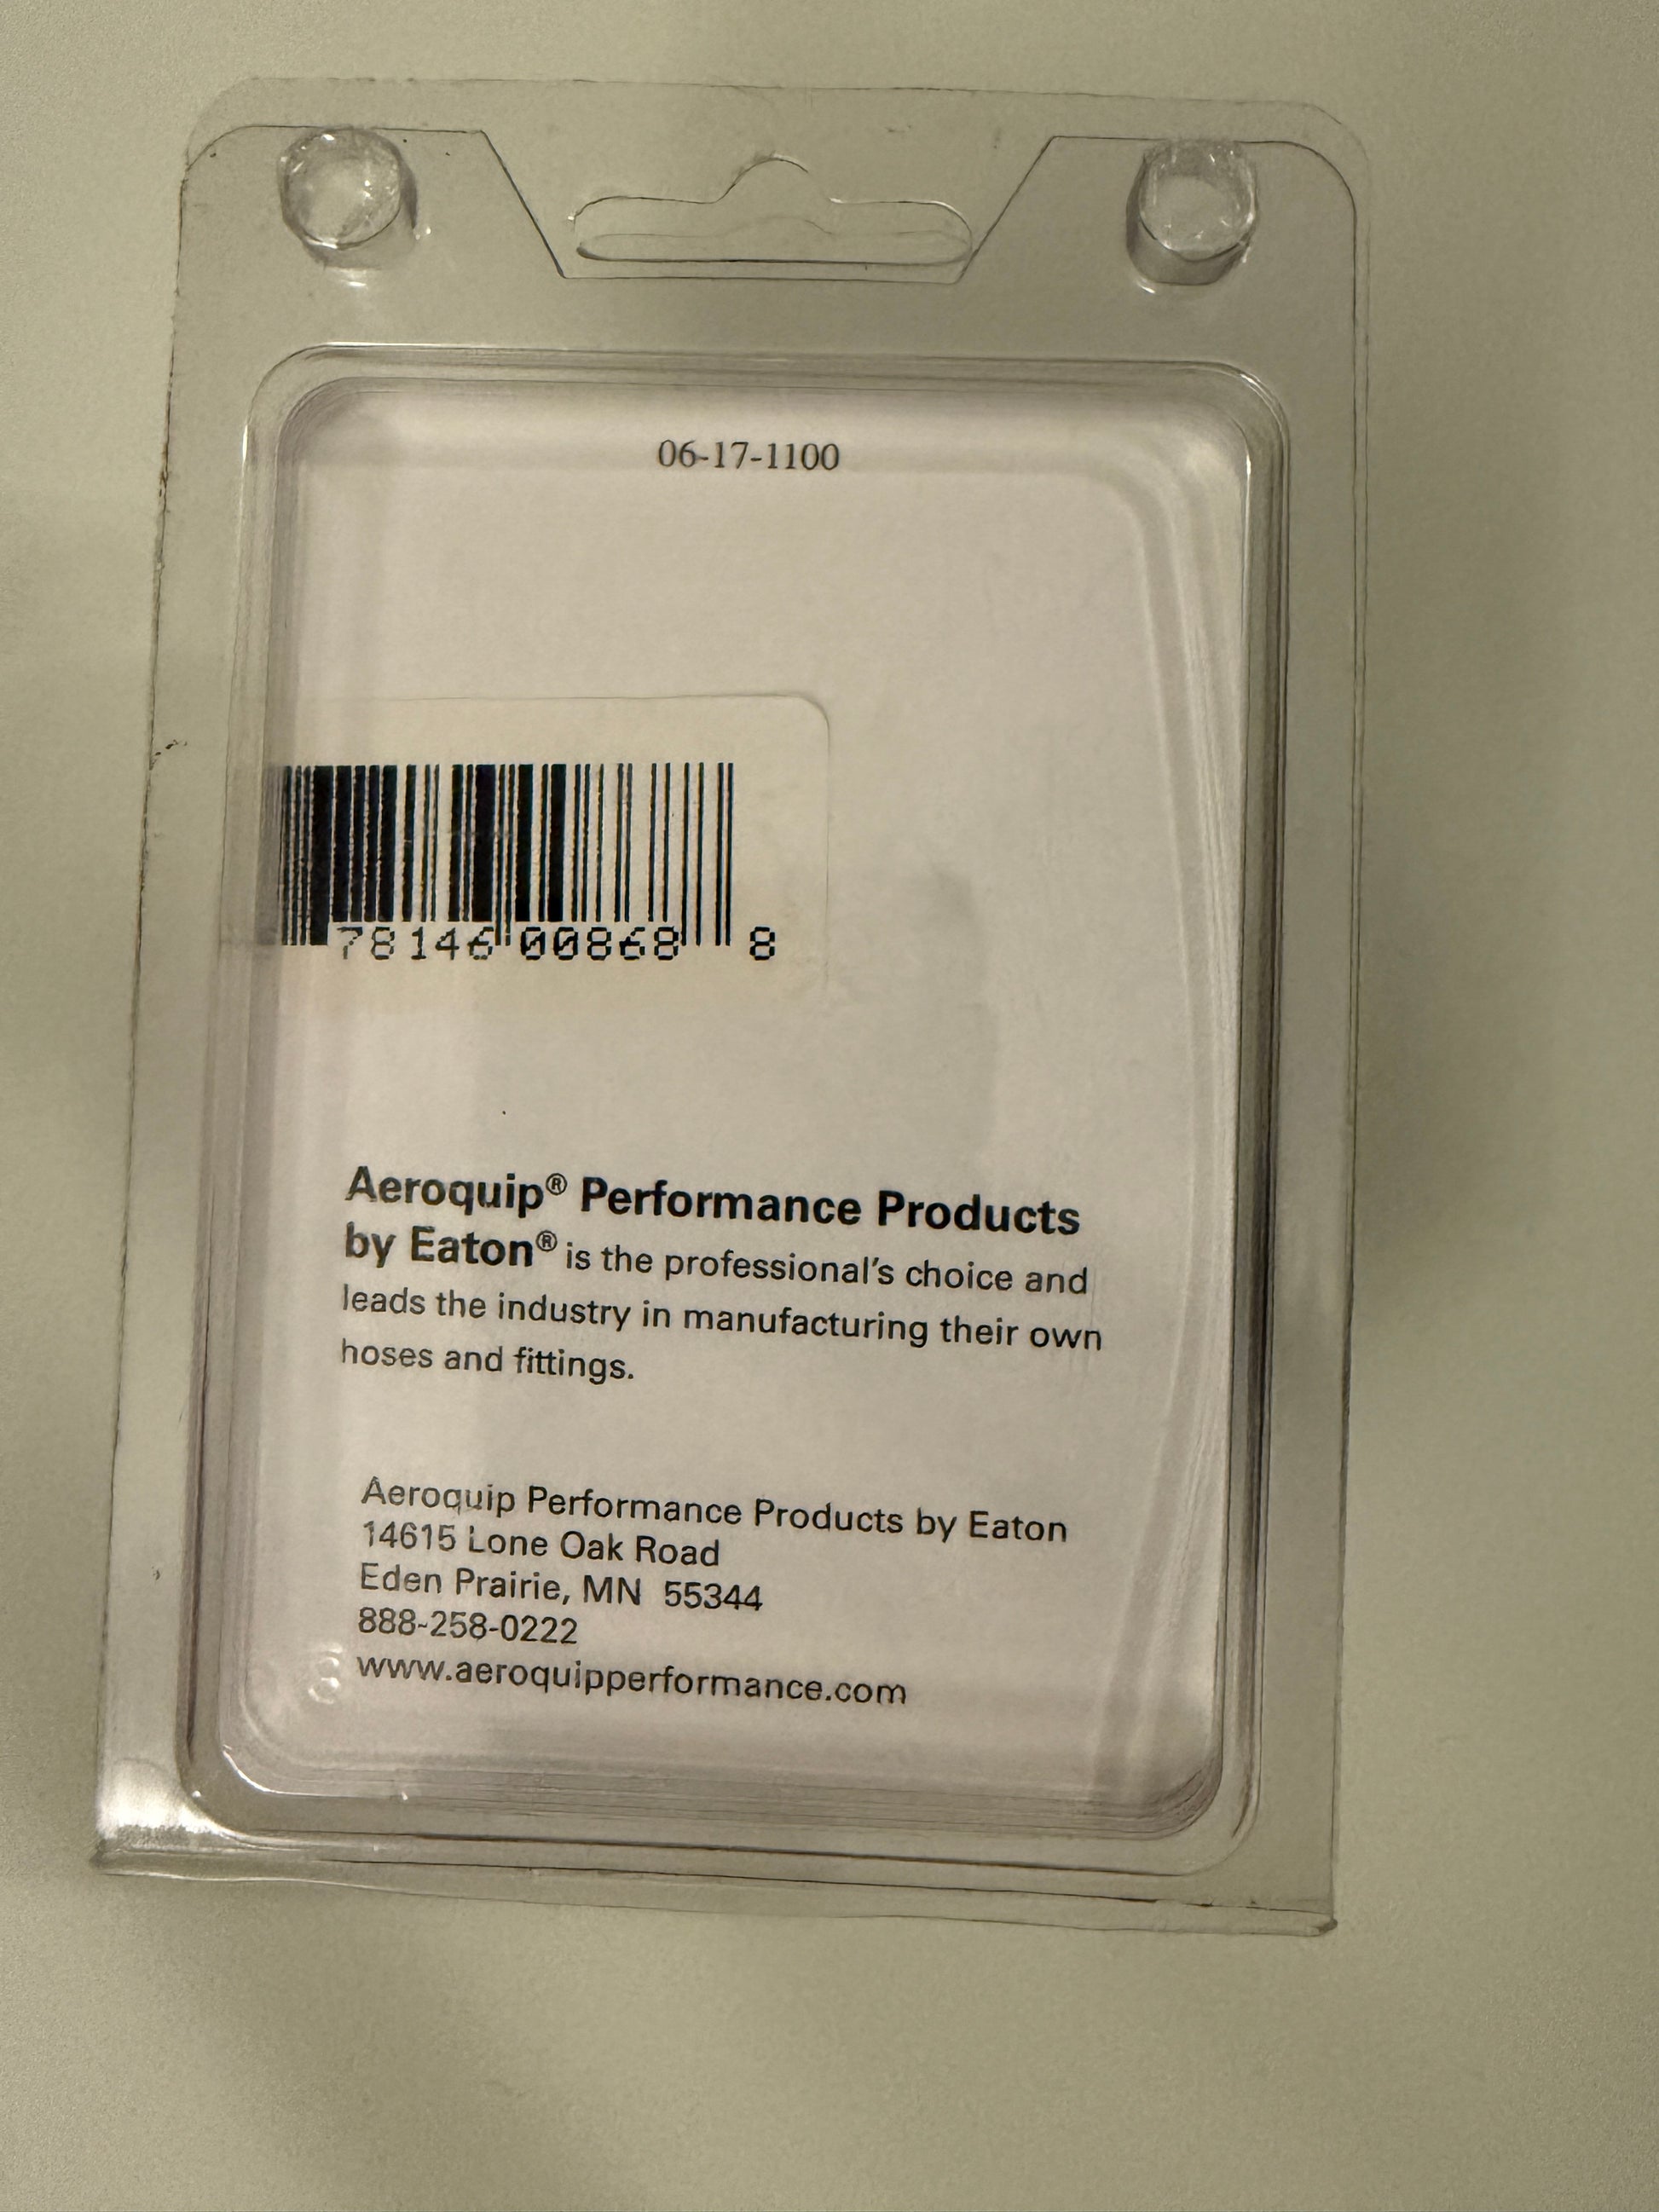 06-17-1100
78146 00868 8
Aeroquip® Performance Products
by Eaton® is the professional's choice and
leads the industry in manufacturing their own
hoses and fittings.
Aeroquip Performance Products by Eaton
14615 Lone Oak Road
Eden Prairie, MN 55344
888-258-0222
www.aeroquipperformance.com